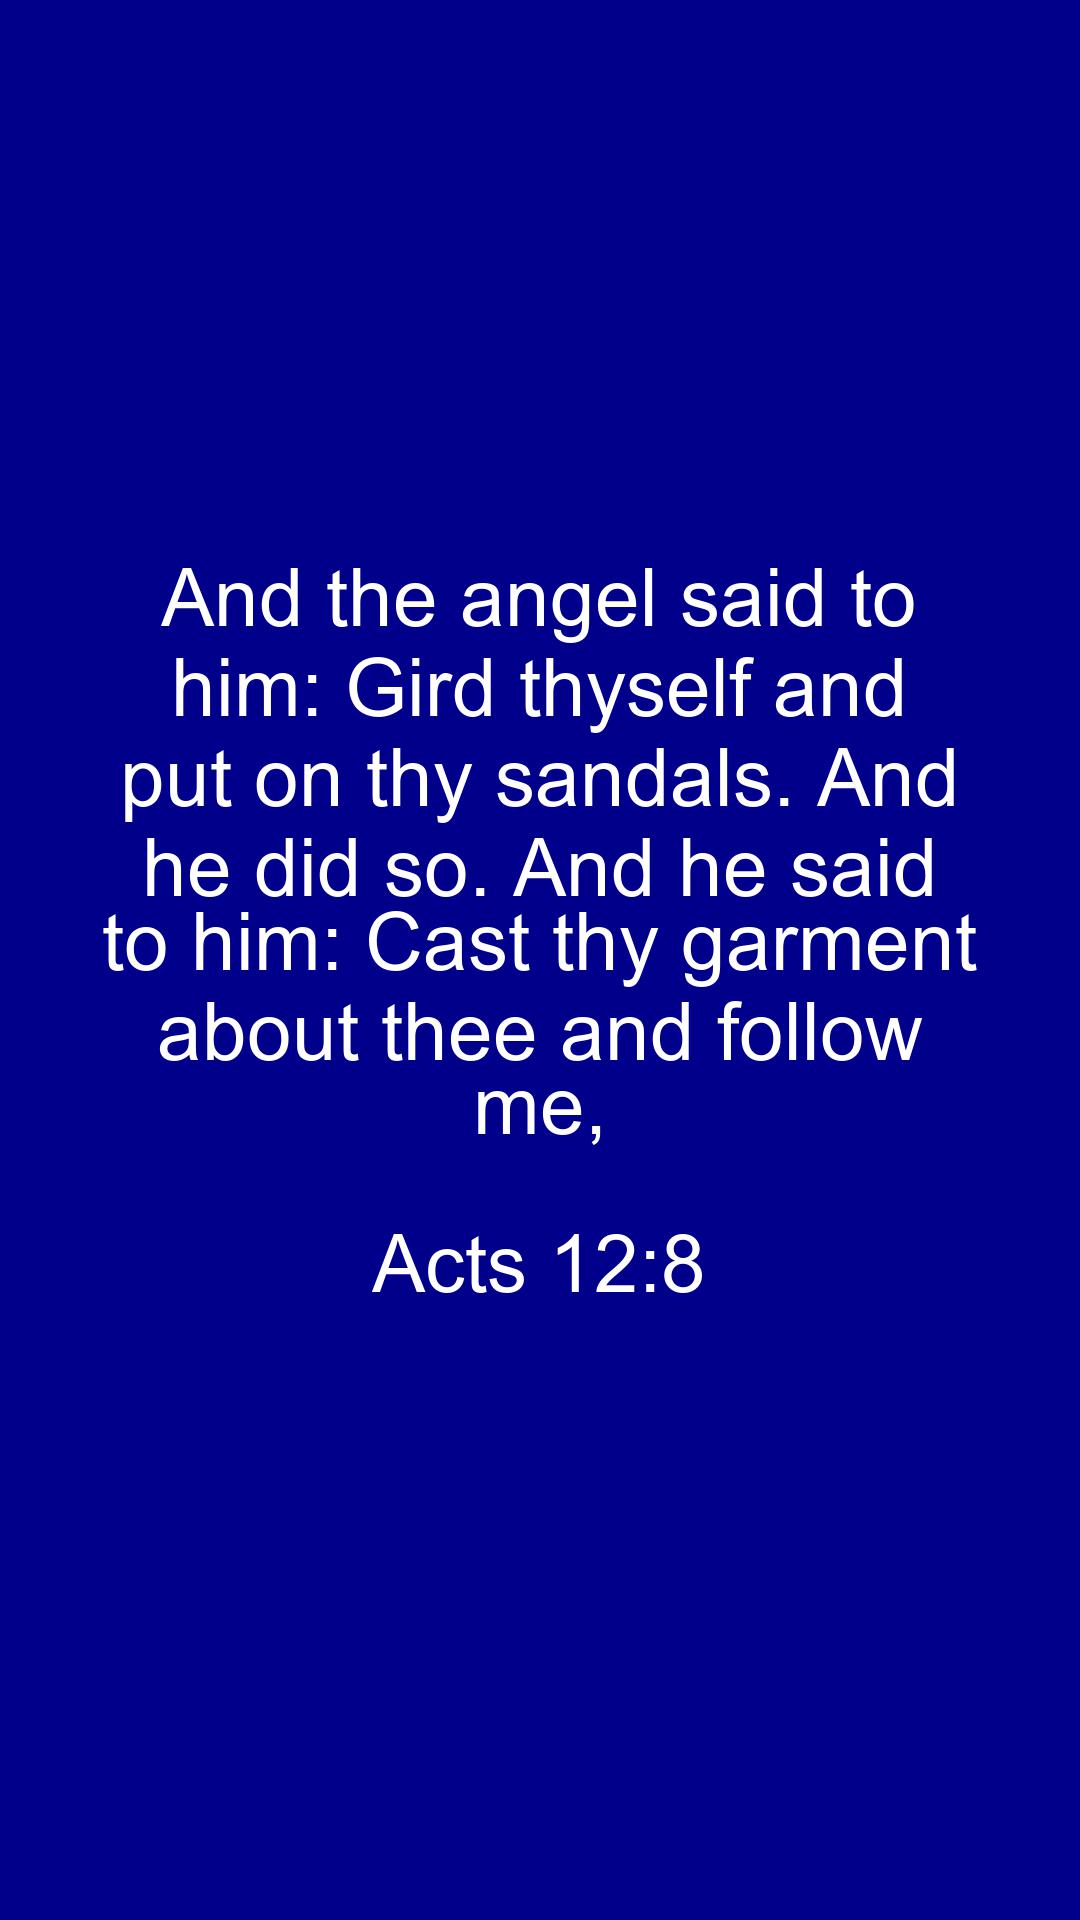 And the angel said to
him: Gird thyself and
put on thy sandals. And
he did so. And he said
to him: Cast thy garment
about thee and follow
me,
Acts 12:8